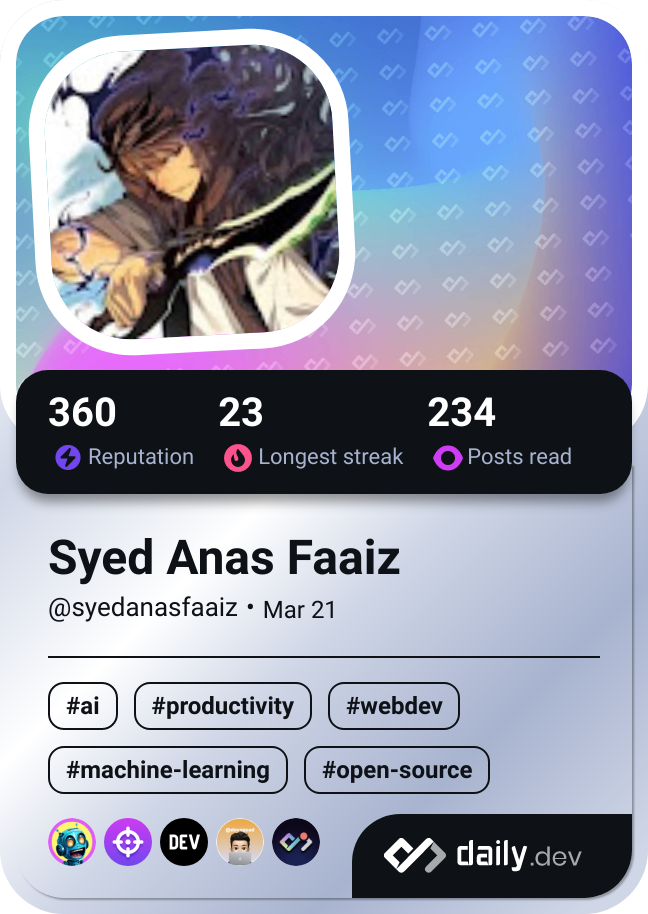 360 23 234
Reputation Longest streak Posts read
Syed Anas Faaiz
@syedanasfaaiz • Mar 21
#ai #productivity #webdev
#machine-learning #open-source
DEV
daily.dev